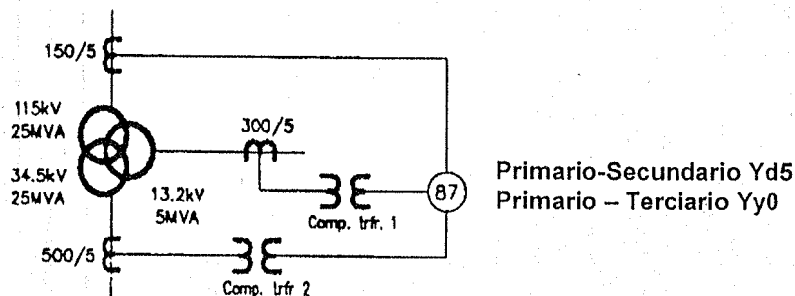 150/5
115kV
25MVA
300/5
34.5kV
25MVA
13.2kV
5MVA
87
Primario-Secundario Yd5
Primario – Terciario Yy0
Comp. trfr. 1
500/5
Comp. trfr 2